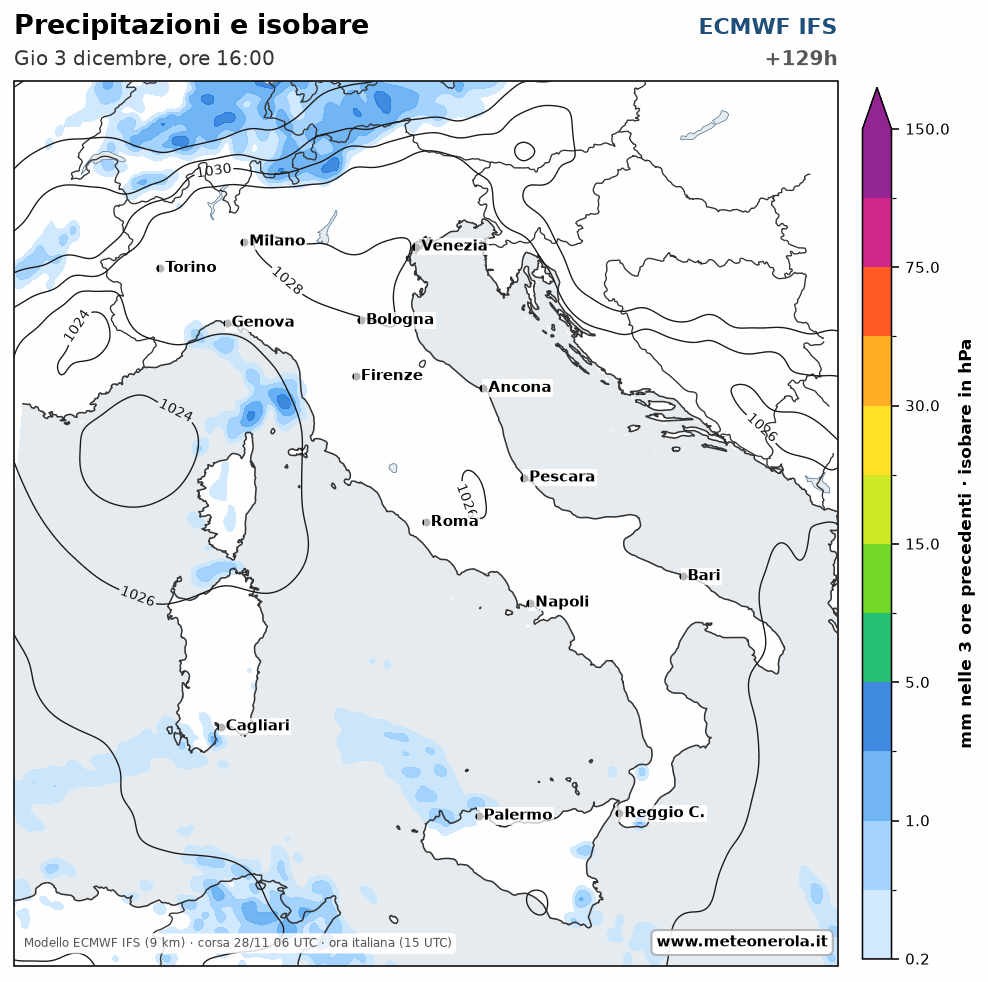 Precipitazioni e isobare
ECMWF IFS
Gio 3 dicembre, ore 16:00
+129h
150.0
75.0
30.0
15.0
5.0
1.0
0.2
mm nelle 3 ore precedenti · isobare in hPa
1030
Milano
Venezia
Torino
1028
Genova
Bologna
1024
Firenze
Ancona
1024
1026
Pescara
1026
Roma
Bari
1026
Napoli
Cagliari
Palermo
Reggio C.
Modello ECMWF IFS (9 km) · corsa 28/11 06 UTC · ora italiana (15 UTC)
www.meteonerola.it